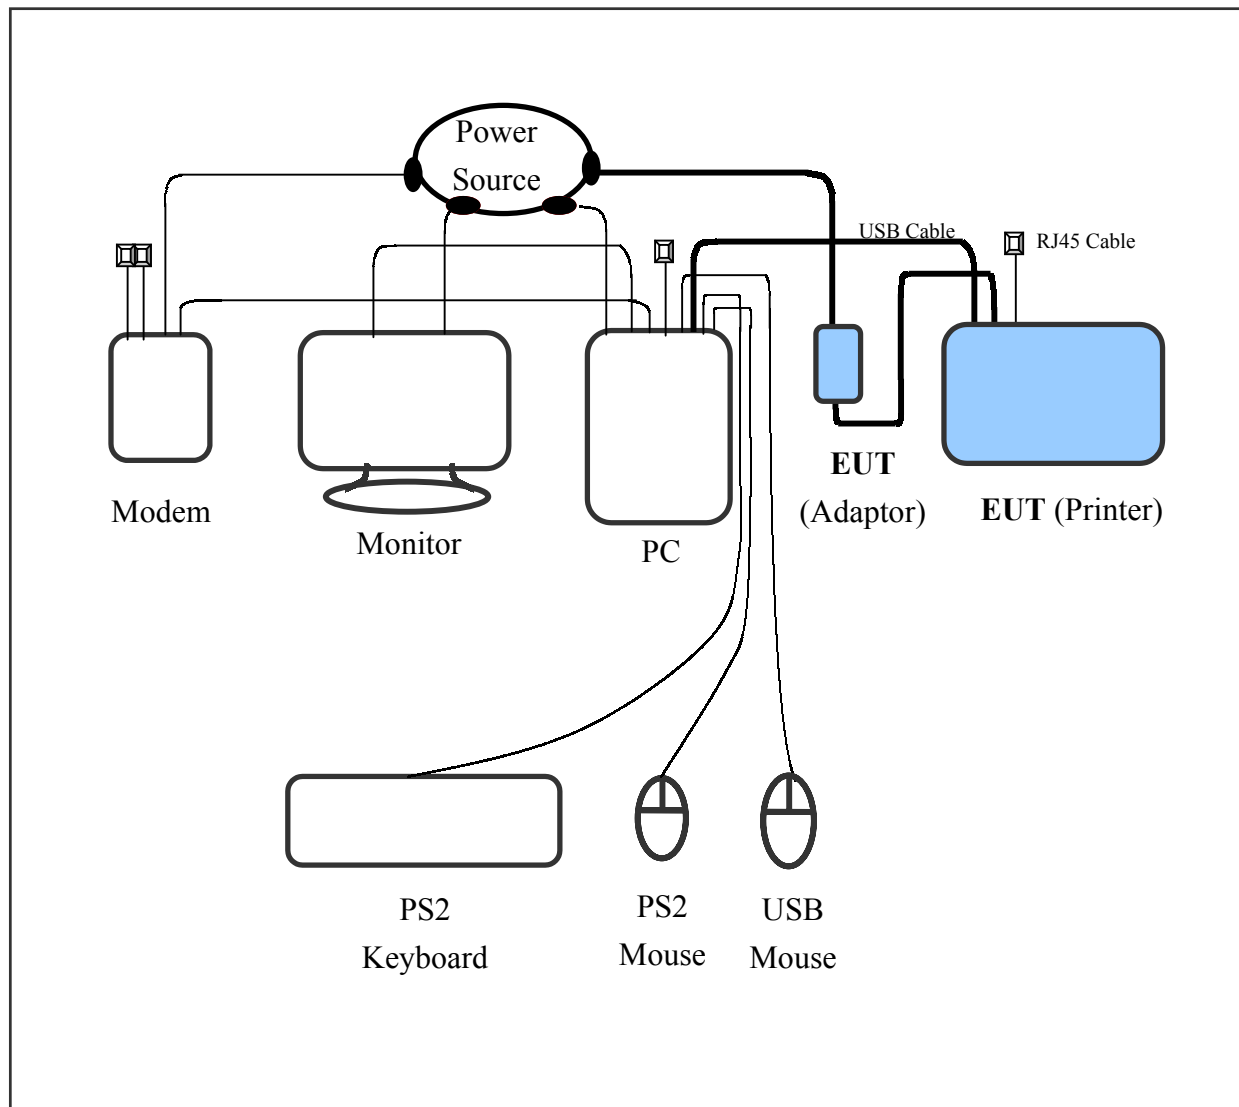 Power
Source
USB Cable
RJ45 Cable
Modem
Monitor
PC
EUT
(Adaptor)
EUT (Printer)
PS2
Keyboard
PS2
Mouse
USB
Mouse